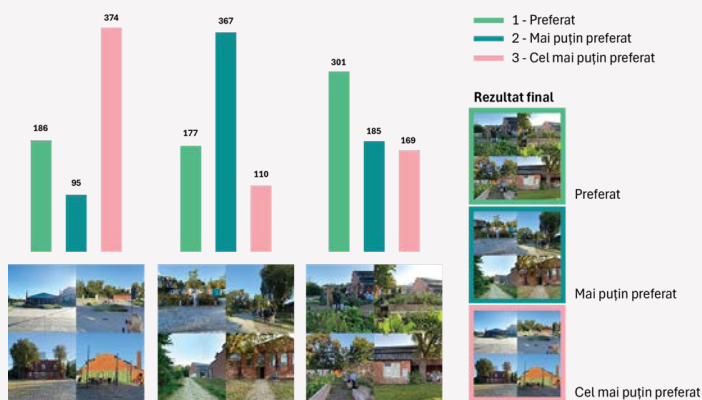 374
367
301
186
177
185
169
95
110
1 - Preferat
2 - Mai puțin preferat
3 - Cel mai puțin preferat
Rezultat final
Preferat
Mai puțin preferat
Cel mai puțin preferat